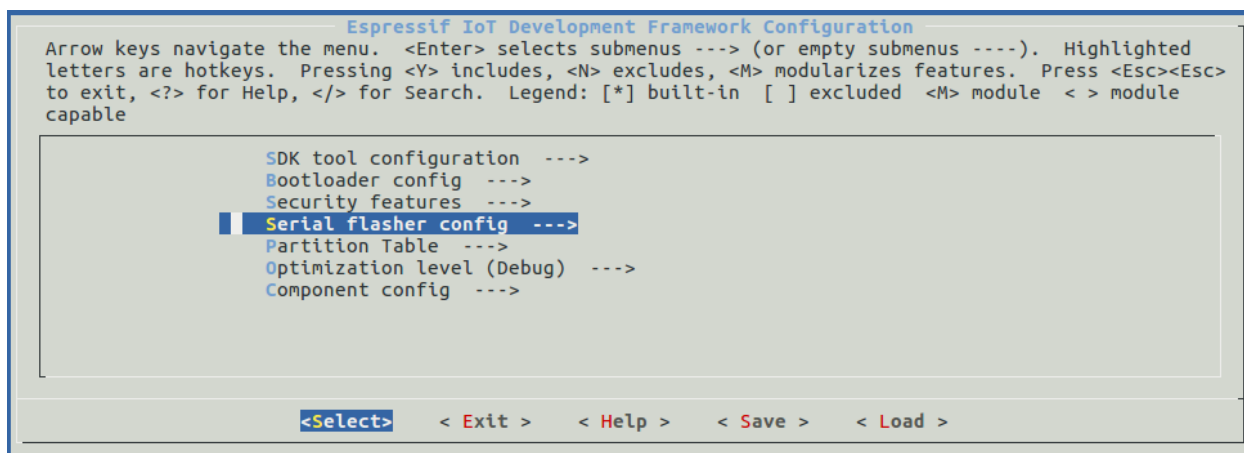 Espressif IoT Development Framework Configuration
Arrow keys navigate the menu.  <Enter> selects submenus ---> (or empty submenus ----).  Highlighted
letters are hotkeys.  Pressing <Y> includes, <N> excludes, <M> modularizes features.  Press <Esc><Esc>
to exit, <?> for Help, </> for Search.  Legend: [*] built-in  [ ] excluded  <M> module  < > module
capable
SDK tool configuration  --->
Bootloader config  --->
Security features  --->
Serial flasher config  --->
Partition Table  --->
Optimization level (Debug)  --->
Component config  --->
<Select>    < Exit >    < Help >    < Save >    < Load >